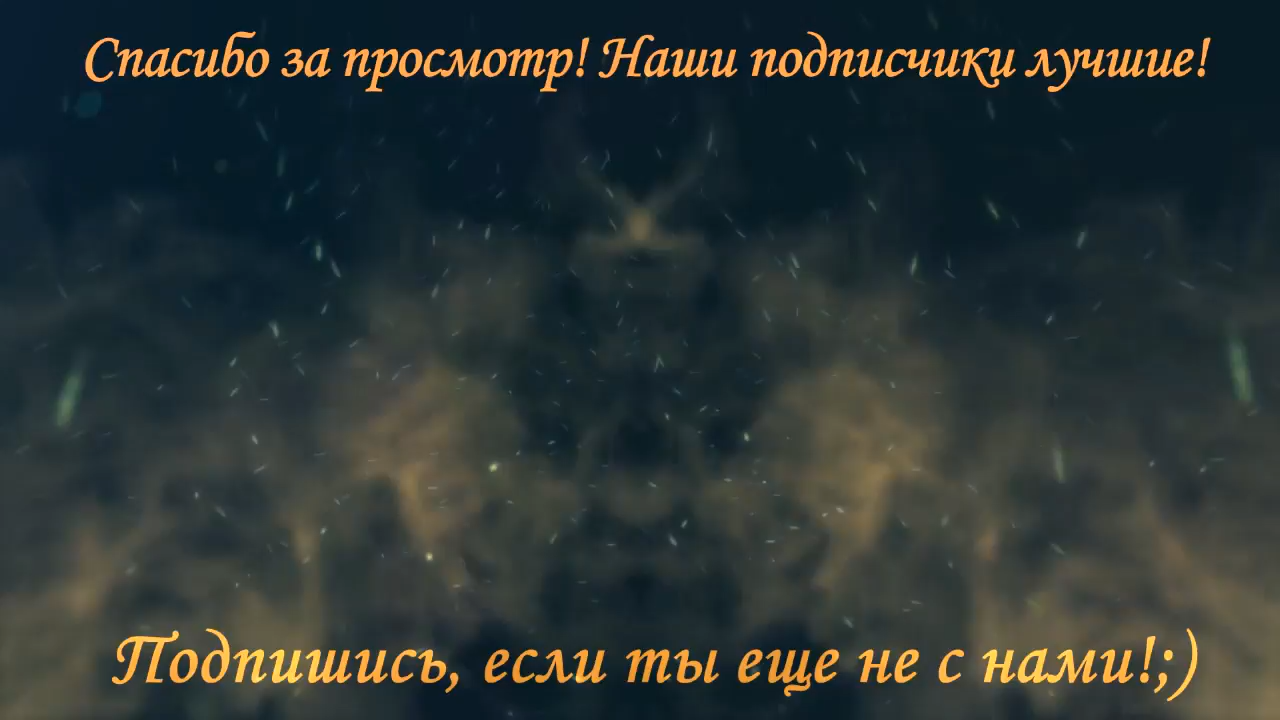 Спасибо за просмотр! Наши подписчики лучшие!
Подпишись, если ты еще не с нами!;)